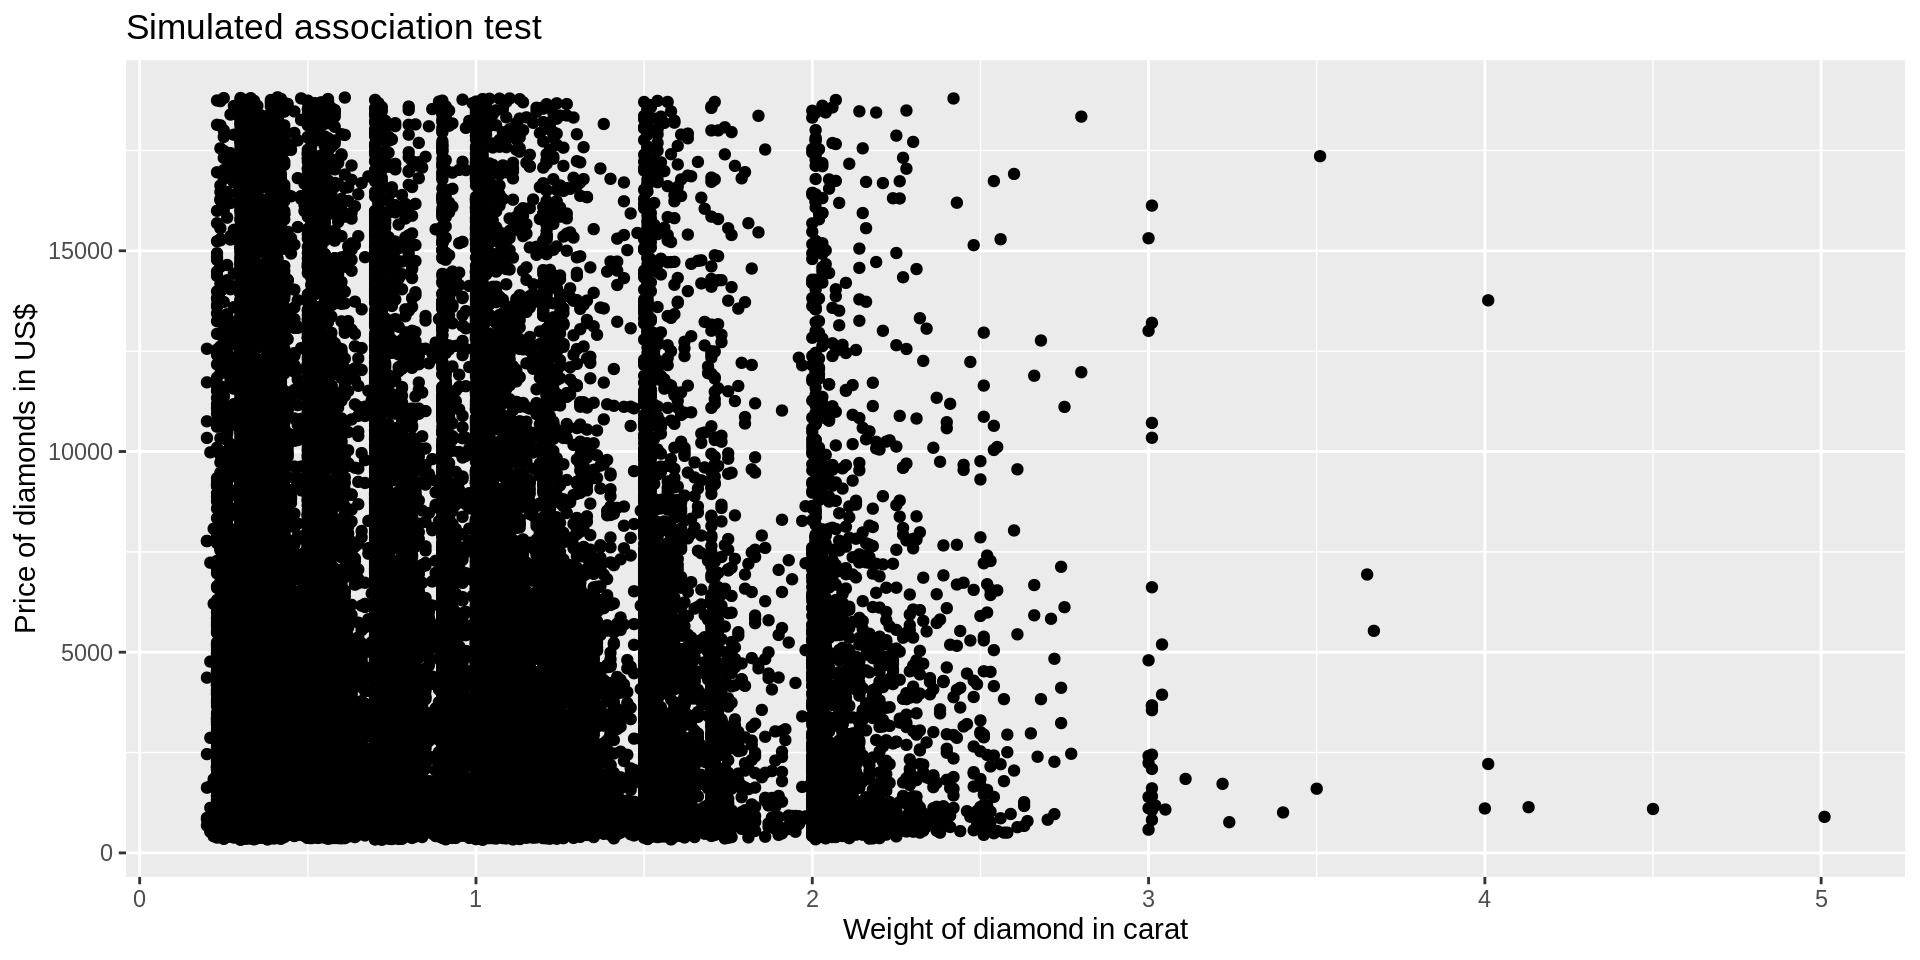 Simulated association test
Price of diamonds in US$
15000
10000
5000
0
0 1 2 3 4 5
Weight of diamond in carat